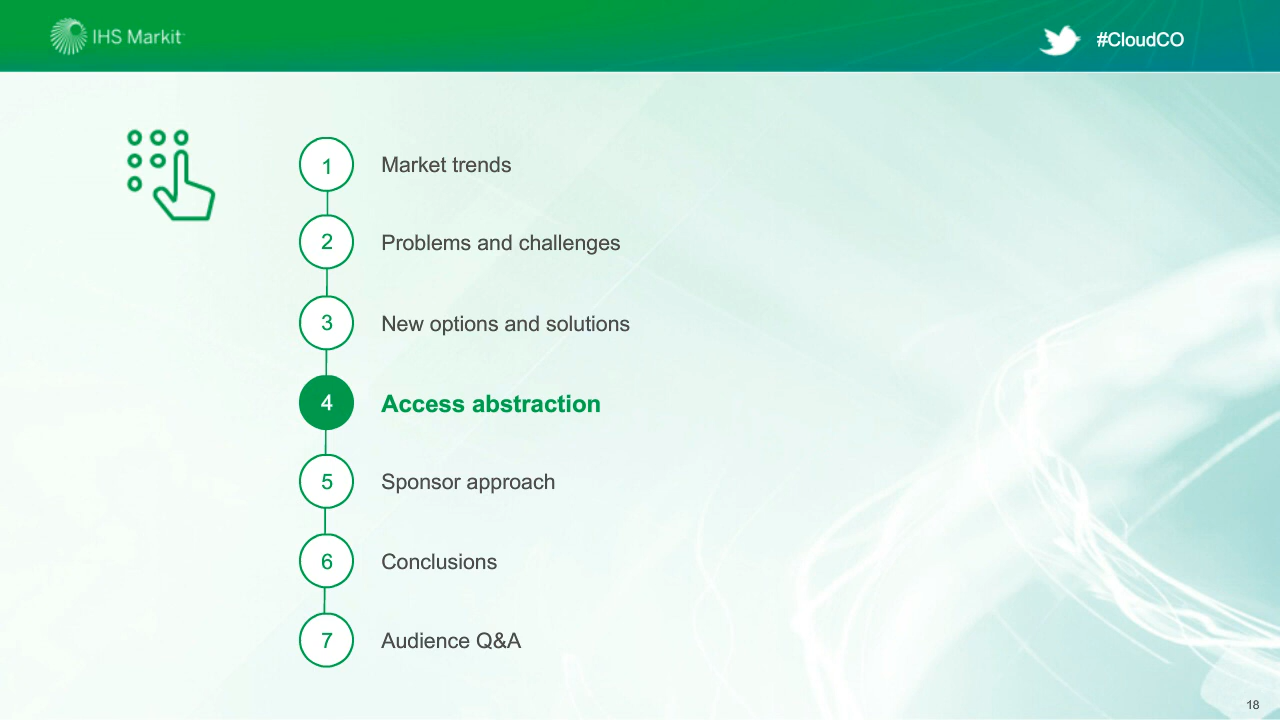 IHS Markit
#CloudCO
1 Market trends
2 Problems and challenges
3 New options and solutions
4 Access abstraction
5 Sponsor approach
6 Conclusions
7 Audience Q&A
18